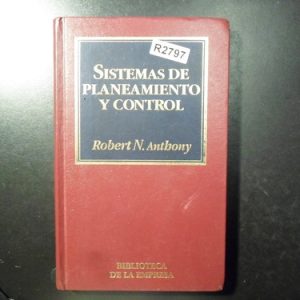 R2797
SISTEMAS DE
PLANEAMIENTO
Y CONTROL
Robert N. Anthony
BIBLIOTECA
DE LA EMPRESA